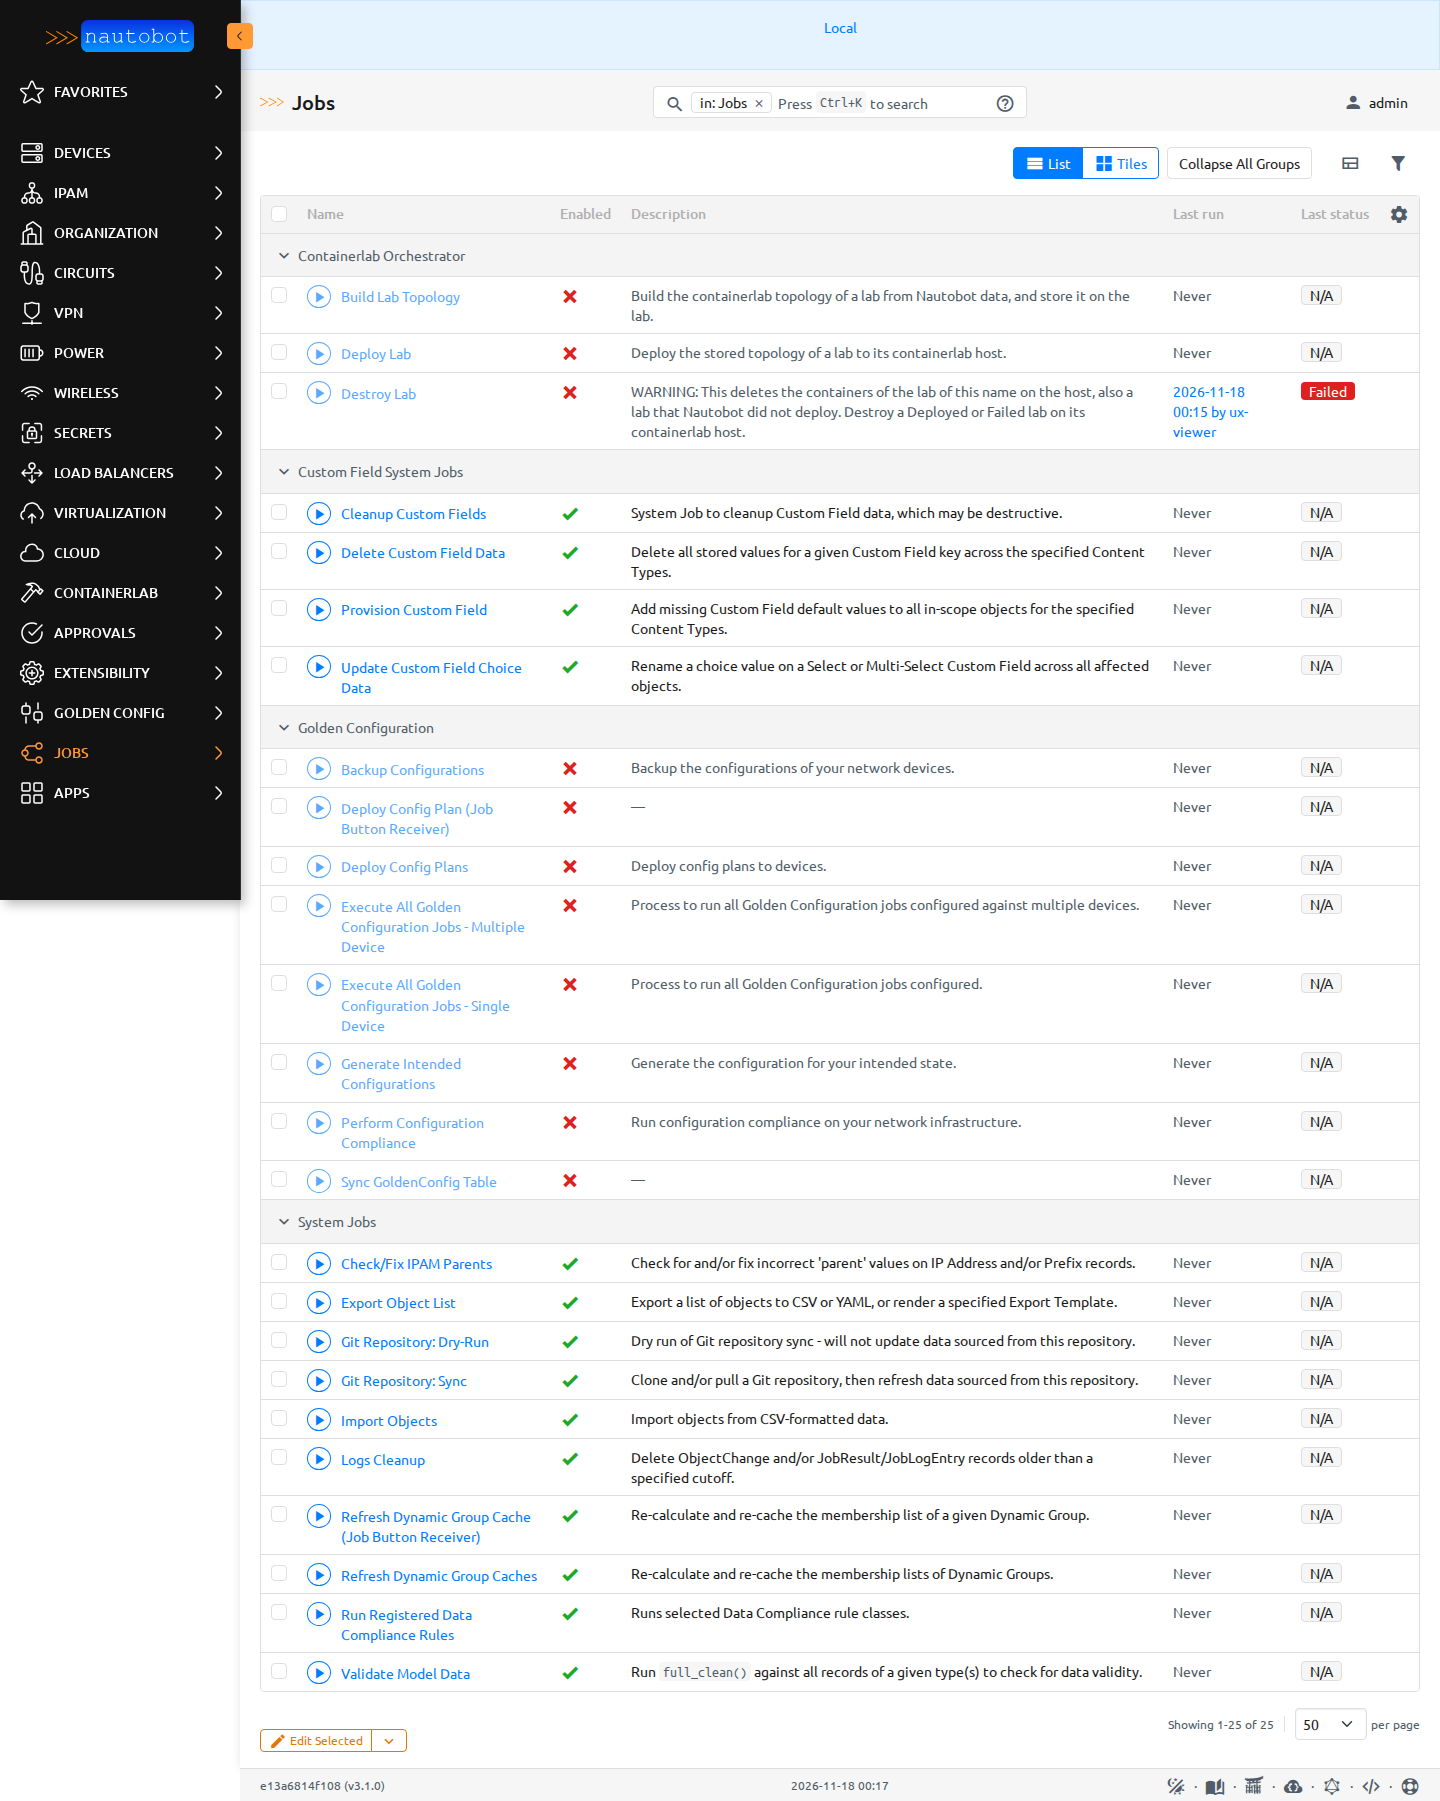 nautobot
Local
FAVORITES
Jobs
in: Jobs × Press Ctrl+K to search
admin
DEVICES
IPAM
ORGANIZATION
CIRCUITS
VPN
POWER
WIRELESS
SECRETS
LOAD BALANCERS
VIRTUALIZATION
CLOUD
CONTAINERLAB
APPROVALS
EXTENSIBILITY
GOLDEN CONFIG
JOBS
APPS
List Tiles Collapse All Groups
Name Enabled Description Last run Last status
Containerlab Orchestrator
Build Lab Topology Build the containerlab topology of a lab from Nautobot data, and store it on the Never N/A
lab.
Deploy Lab Deploy the stored topology of a lab to its containerlab host. Never N/A
Destroy Lab WARNING: This deletes the containers of the lab of this name on the host, also a 2026-11-18 Failed
lab that Nautobot did not deploy. Destroy a Deployed or Failed lab on its 00:15 by ux-
containerlab host. viewer
Custom Field System Jobs
Cleanup Custom Fields System Job to cleanup Custom Field data, which may be destructive. Never N/A
Delete Custom Field Data Delete all stored values for a given Custom Field key across the specified Content Never N/A
Types.
Provision Custom Field Add missing Custom Field default values to all in-scope objects for the specified Never N/A
Content Types.
Update Custom Field Choice Rename a choice value on a Select or Multi-Select Custom Field across all affected Never N/A
Data objects.
Golden Configuration
Backup Configurations Backup the configurations of your network devices. Never N/A
Deploy Config Plan (Job — Never N/A
Button Receiver)
Deploy Config Plans Deploy config plans to devices. Never N/A
Execute All Golden Process to run all Golden Configuration jobs configured against multiple devices. Never N/A
Configuration Jobs - Multiple
Device
Execute All Golden Process to run all Golden Configuration jobs configured. Never N/A
Configuration Jobs - Single
Device
Generate Intended Generate the configuration for your intended state. Never N/A
Configurations
Perform Configuration Run configuration compliance on your network infrastructure. Never N/A
Compliance
Sync GoldenConfig Table — Never N/A
System Jobs
Check/Fix IPAM Parents Check for and/or fix incorrect 'parent' values on IP Address and/or Prefix records. Never N/A
Export Object List Export a list of objects to CSV or YAML, or render a specified Export Template. Never N/A
Git Repository: Dry-Run Dry run of Git repository sync - will not update data sourced from this repository. Never N/A
Git Repository: Sync Clone and/or pull a Git repository, then refresh data sourced from this repository. Never N/A
Import Objects Import objects from CSV-formatted data. Never N/A
Logs Cleanup Delete ObjectChange and/or JobResult/JobLogEntry records older than a Never N/A
specified cutoff.
Refresh Dynamic Group Cache Re-calculate and re-cache the membership list of a given Dynamic Group. Never N/A
(Job Button Receiver)
Refresh Dynamic Group Caches Re-calculate and re-cache the membership lists of Dynamic Groups. Never N/A
Run Registered Data Runs selected Data Compliance rule classes. Never N/A
Compliance Rules
Validate Model Data Run full_clean() against all records of a given type(s) to check for data validity. Never N/A
Showing 1-25 of 25 50 per page
Edit Selected
e13a6814f108 (v3.1.0) 2026-11-18 00:17